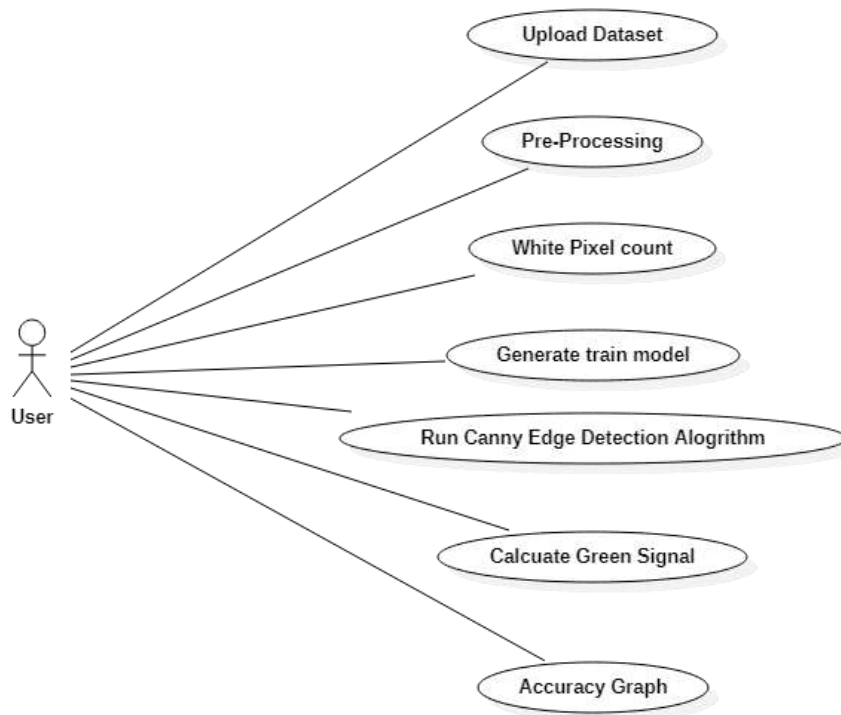 Upload Dataset
Pre-Processing
White Pixel count
Generate train model
User
Run Canny Edge Detection Alogrithm
Calcuate Green Signal
Accuracy Graph